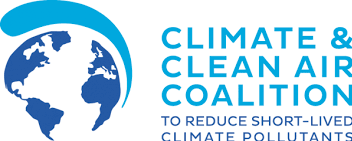 CLIMATE &
CLEAN AIR
COALITION
TO REDUCE SHORT-LIVED
CLIMATE POLLUTANTS